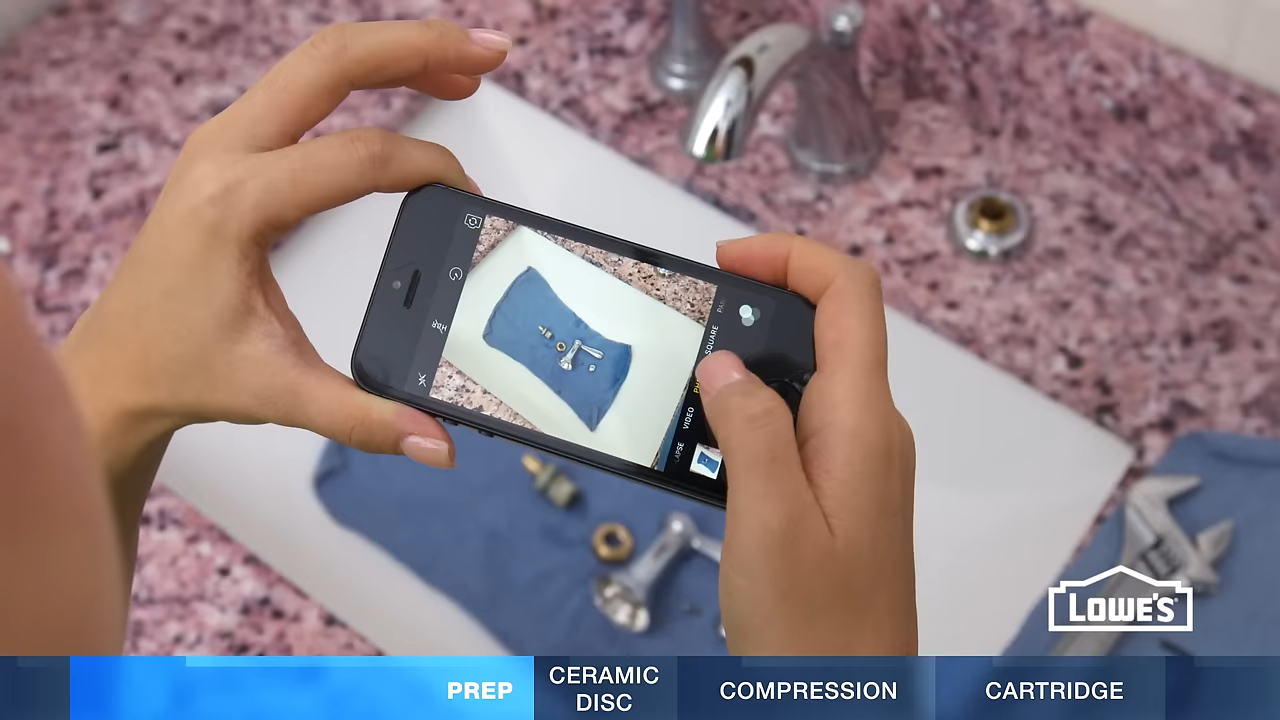 SQUARE
VIDEO
LOWE'S
PREP
CERAMIC
DISC
COMPRESSION
CARTRIDGE